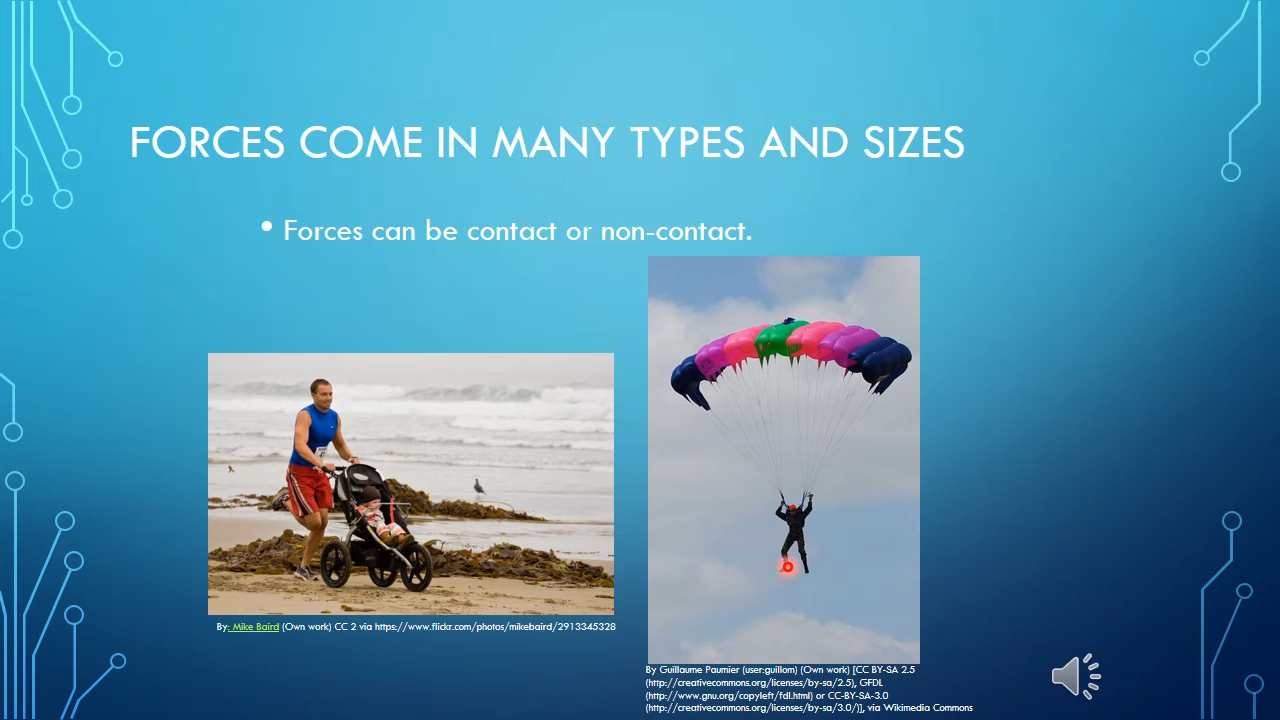 FORCES COME IN MANY TYPES AND SIZES
• Forces can be contact or non-contact.
By: Mike Baird (Own work) CC 2 via https://www.flickr.com/photos/mikebaird/2913345328
By Guillaume Paumier (user:guillom) (Own work) [CC BY-SA 2.5
(http://creativecommons.org/licenses/by-sa/2.5), GFDL
(http://www.gnu.org/copyleft/fdl.html) or CC-BY-SA-3.0
(http://creativecommons.org/licenses/by-sa/3.0/)], via Wikimedia Commons